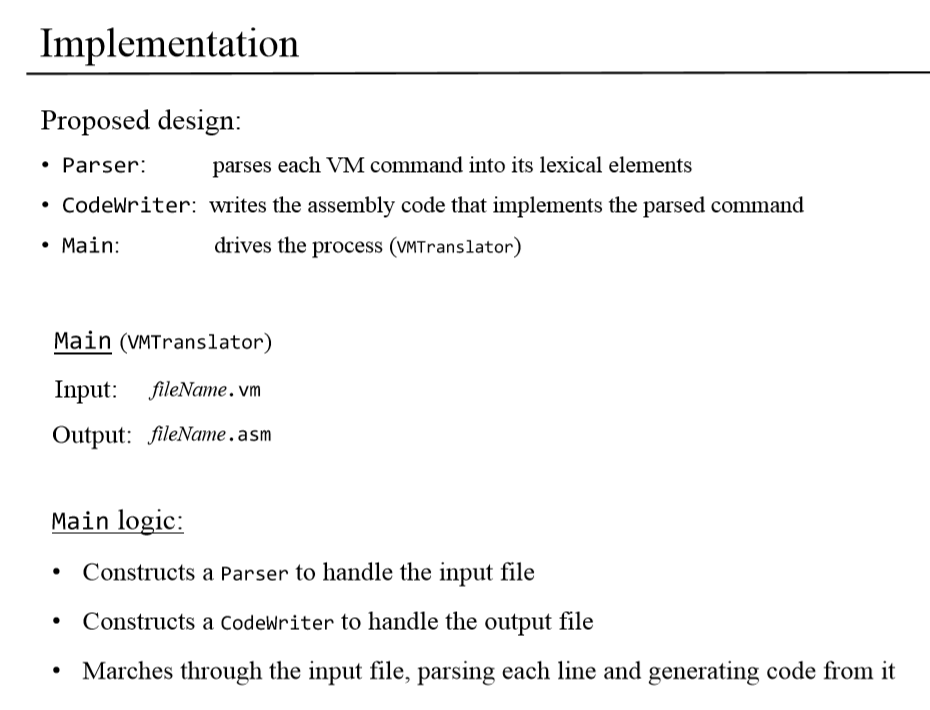 Implementation
Proposed design:
• Parser: parses each VM command into its lexical elements
• CodeWriter: writes the assembly code that implements the parsed command
• Main: drives the process (VMTranslator)
Main (VMTranslator)
Input: fileName.vm
Output: fileName.asm
Main logic:
• Constructs a Parser to handle the input file
• Constructs a CodeWriter to handle the output file
• Marches through the input file, parsing each line and generating code from it